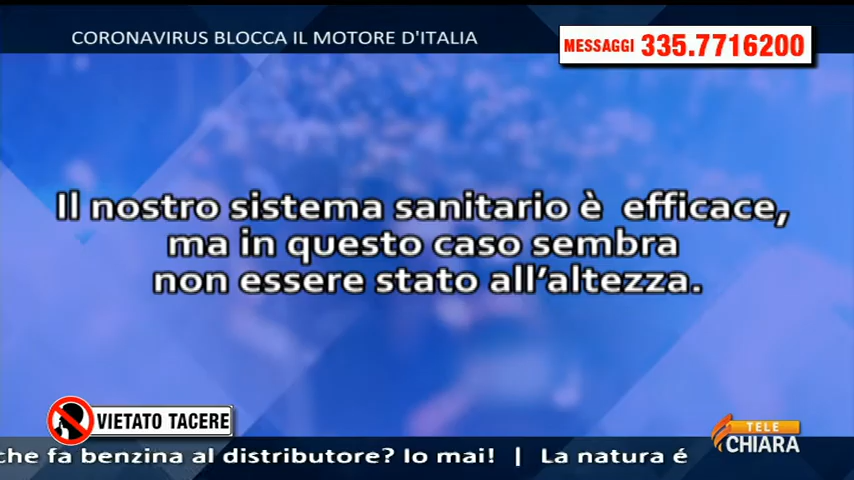 CORONAVIRUS BLOCCA IL MOTORE D'ITALIA
MESSAGGI 335.7716200
Il nostro sistema sanitario è efficace,
ma in questo caso sembra
non essere stato all’altezza.
VIETATO TACERE
TELE
CHIARA
che fa benzina al distributore? Io mai! | La natura é